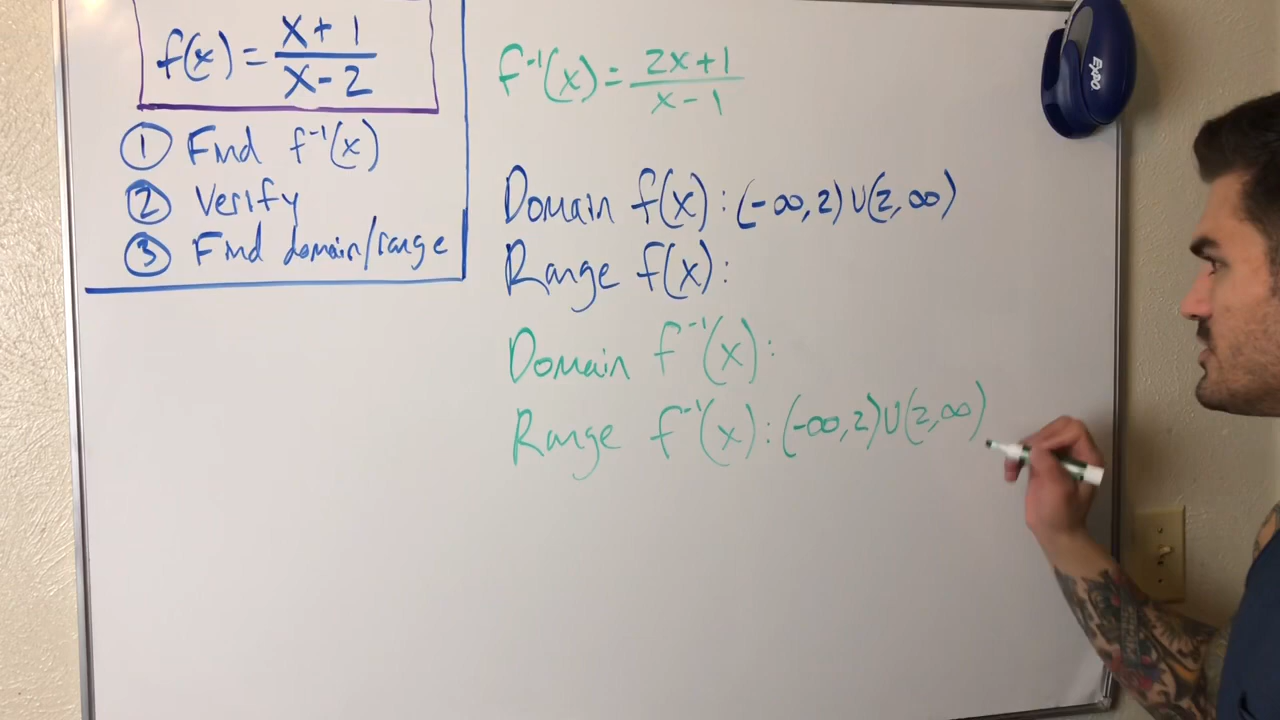 f(x) = (x+1)/(x-2)
① Find f⁻¹(x)
② Verify
③ Find domain/range
f⁻¹(x) = (2x+1)/(x-1)
Domain f(x): (-∞,2)∪(2,∞)
Range f(x):
Domain f⁻¹(x):
Range f⁻¹(x): (-∞,2)∪(2,∞)
EXPO